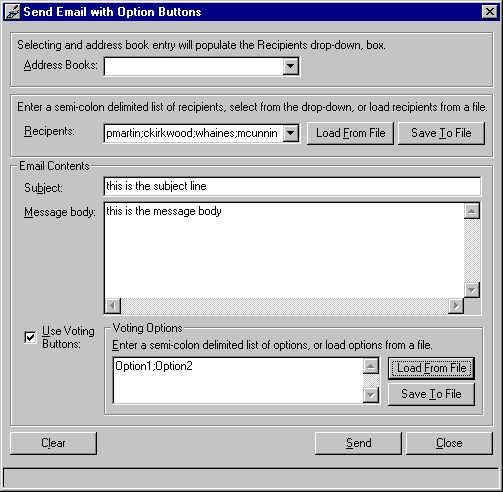 Send Email with Option Buttons
Selecting and address book entry will populate the Recipients drop-down, box.
Address Books:
Enter a semi-colon delimited list of recipients, select from the drop-down, or load recipients from a file.
Recipents: pmartin;ckirkwood;whaines;mcunnin Load From File Save To File
Email Contents
Subject: this is the subject line
Message body: this is the message body
Use Voting
Buttons:
Voting Options
Enter a semi-colon delimited list of options, or load options from a file.
Option1;Option2
Load From File
Save To File
Clear Send Close